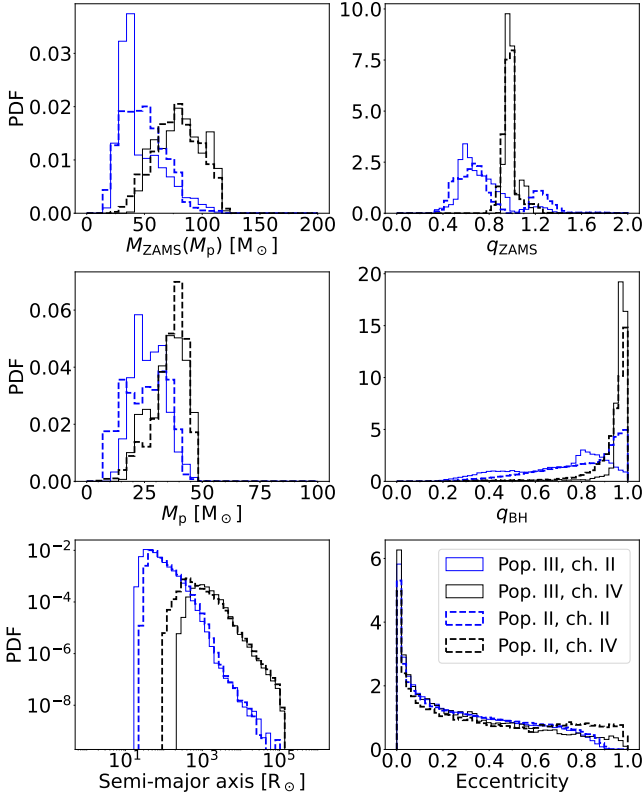 PDF
0.03
0.02
0.01
0.00
0 50 100 150 200
M_ZAMS(M_p) [M_⊙]
10.0
7.5
5.0
2.5
0.0
0.0 0.4 0.8 1.2 1.6 2.0
q_ZAMS
PDF
0.06
0.04
0.02
0.00
0 25 50 75 100
M_p [M_⊙]
20
15
10
5
0
0.0 0.2 0.4 0.6 0.8 1.0
q_BH
PDF
10⁻²
10⁻⁴
10⁻⁶
10⁻⁸
10¹ 10³ 10⁵
Semi-major axis [R_⊙]
6
4
2
0
0.0 0.2 0.4 0.6 0.8 1.0
Eccentricity
Pop. III, ch. II
Pop. III, ch. IV
Pop. II, ch. II
Pop. II, ch. IV